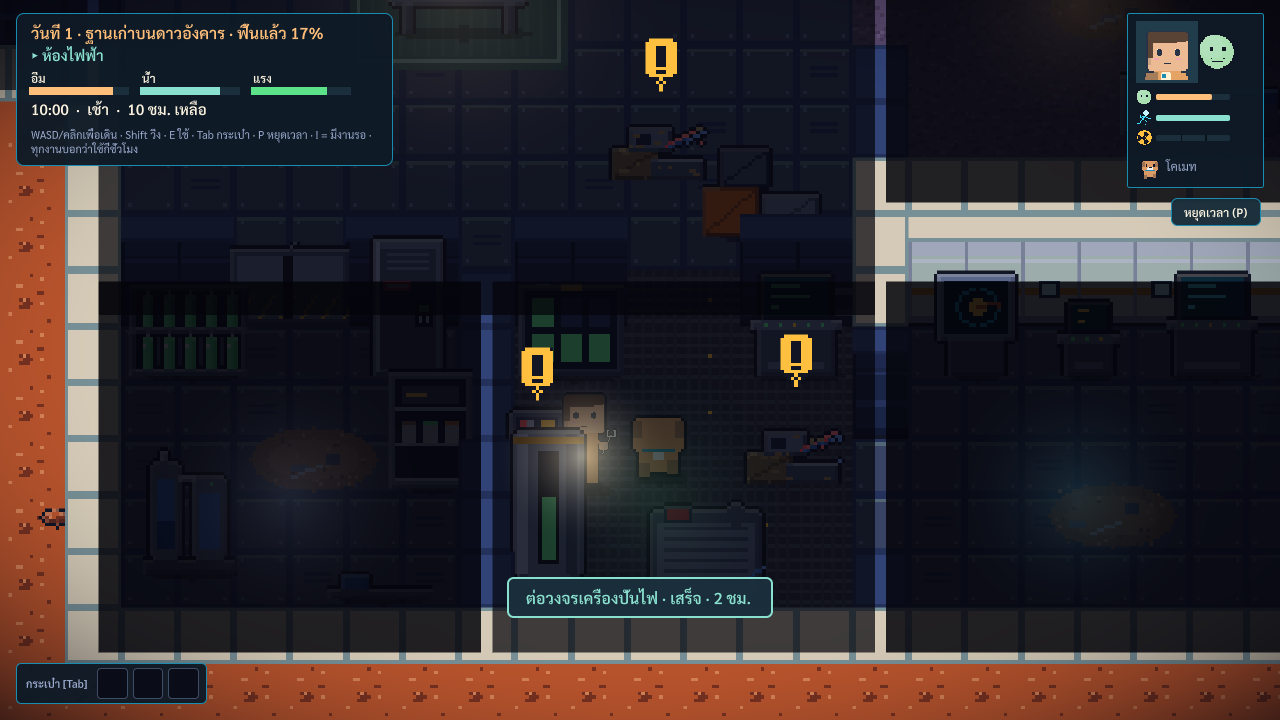 วันที่ 1 · ฐานเก่าบนดาวอังคาร · ฟื้นแล้ว 17%
▸ ห้องไฟฟ้า
อิ่ม น้ำ แรง
10:00 · เช้า · 10 ชม. เหลือ
WASD/คลิกเพื่อเดิน · Shift วิ่ง · E ใช้ · Tab กระเป๋า · P หยุดเวลา · ! = มีงานรอ ·
ทุกงานบอกว่าใช้กี่ชั่วโมง
โคเมท
หยุดเวลา (P)
ต่อวงจรเครื่องปั่นไฟ · เสร็จ · 2 ชม.
กระเป๋า [Tab]